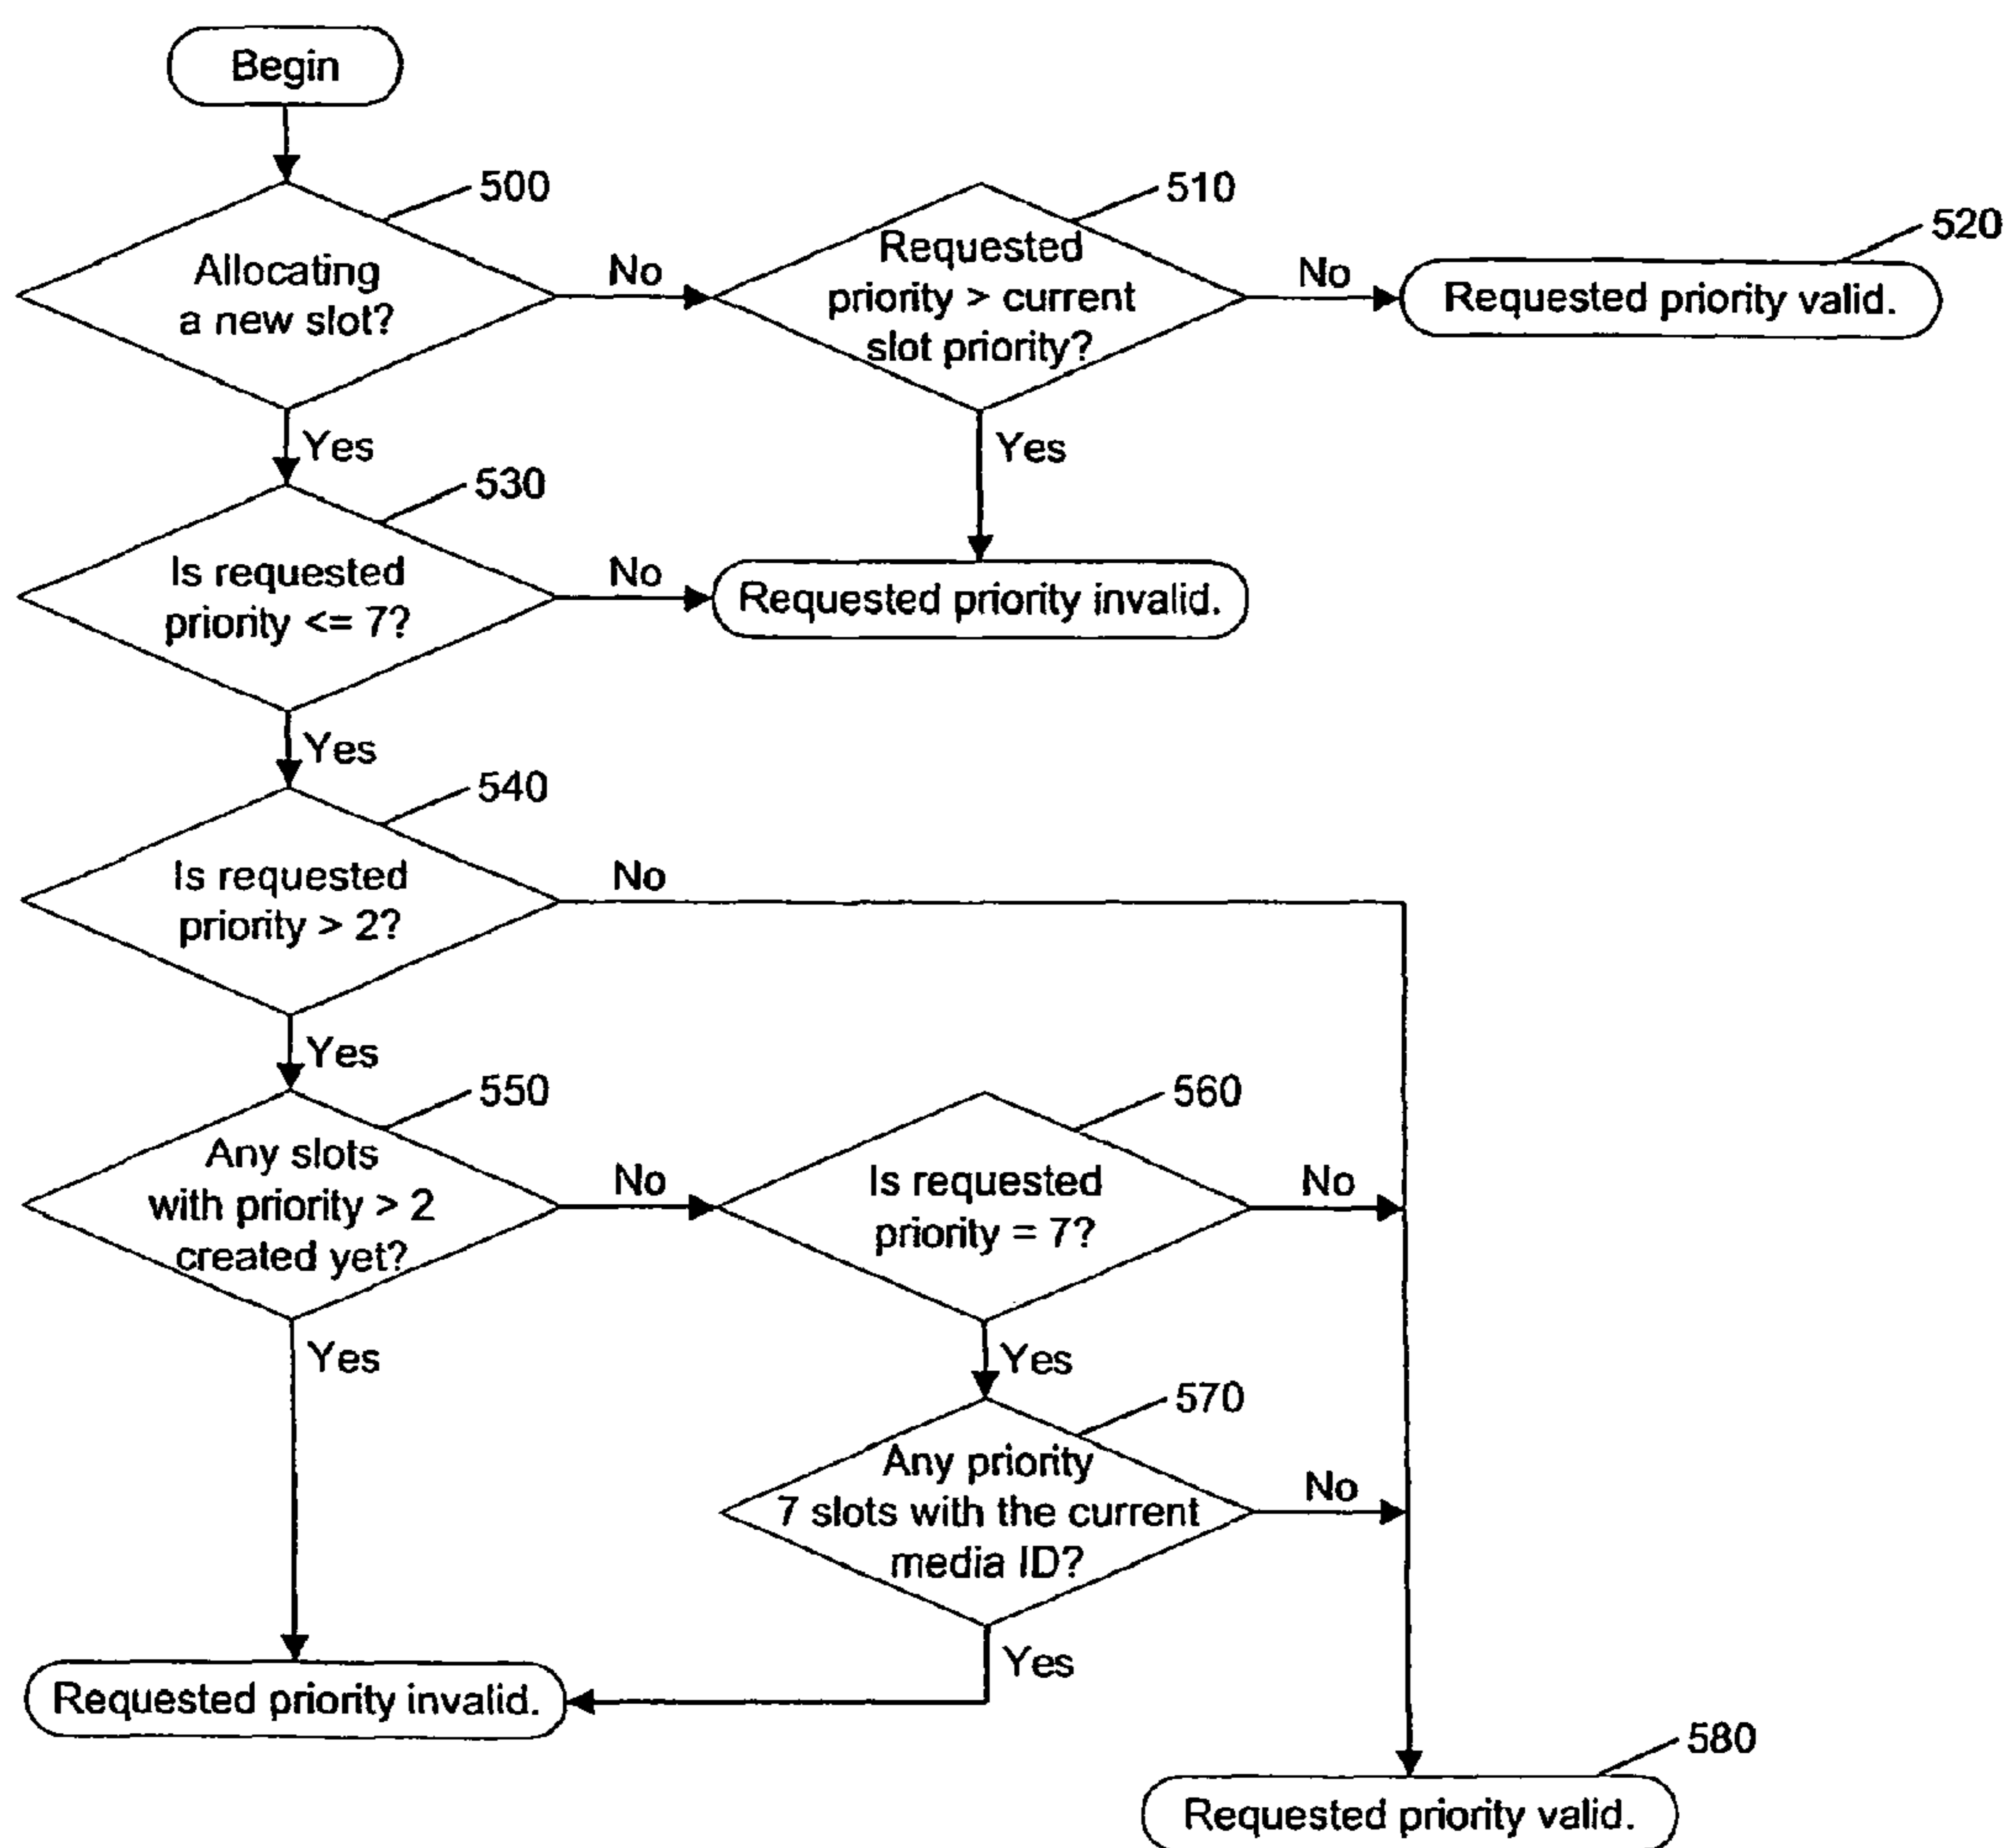 Begin
500
Allocating
a new slot?
No
510
Requested
priority > current
slot priority?
No
520
Requested priority valid.
Yes
Yes
530
Is requested
priority <= 7?
No
Requested priority invalid.
Yes
540
Is requested
priority > 2?
No
Yes
550
Any slots
with priority > 2
created yet?
No
560
Is requested
priority = 7?
No
Yes
Yes
570
Any priority
7 slots with the current
media ID?
No
Yes
Requested priority invalid.
580
Requested priority valid.